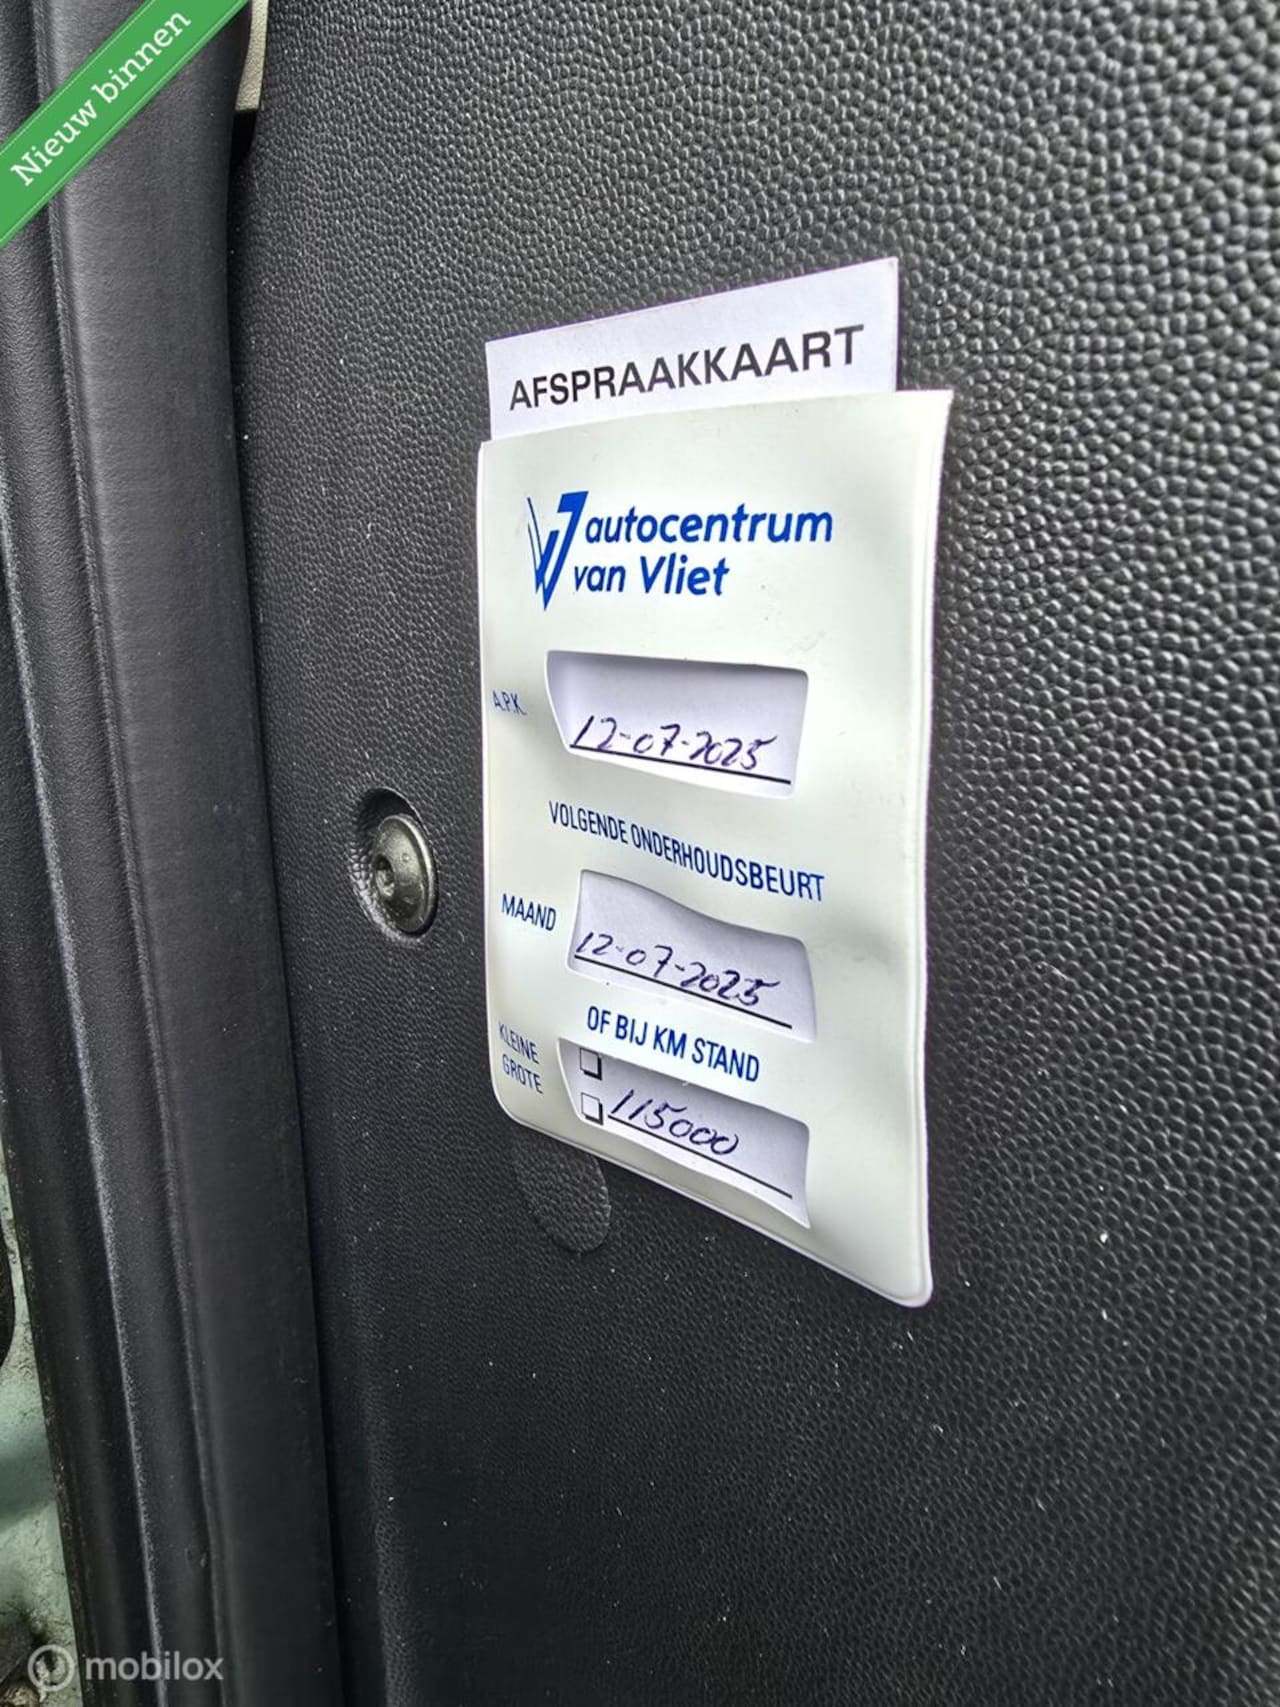 Nieuw binnen
AFSPRAAKKAART
autocentrum
van Vliet
A.P.K.
12-07-2025
VOLGENDE ONDERHOUDSBEURT
MAAND
12-07-2025
OF BIJ KM STAND
KLEINE
GROTE
115000
mobilox